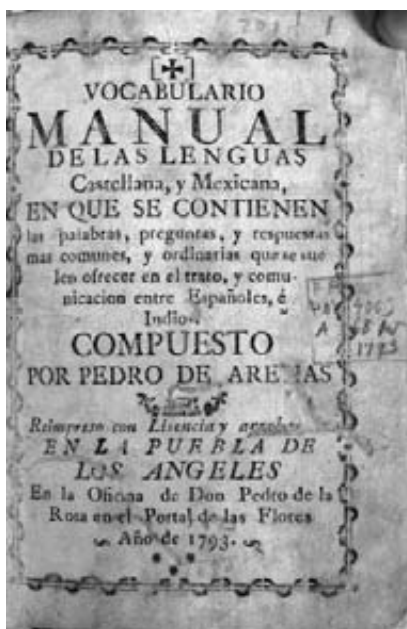 [✠]
VOCABULARIO
MANUAL
DE LAS LENGUAS
Castellana, y Mexicana,
EN QUE SE CONTIENEN
las palabras, preguntas, y respuestas
mas comunes, y ordinarias que se sue
len ofrecer en el trato, y comu-
nicacion entre Españoles, é
Indios.
COMPUESTO
POR PEDRO DE ARENAS
Reimpreso con Licencia y
EN LA PUEBLA DE
LOS ANGELES
En la Oficina de Don Pedro de la
Rosa en el Portal de las Flores
Año de 1793.
1793